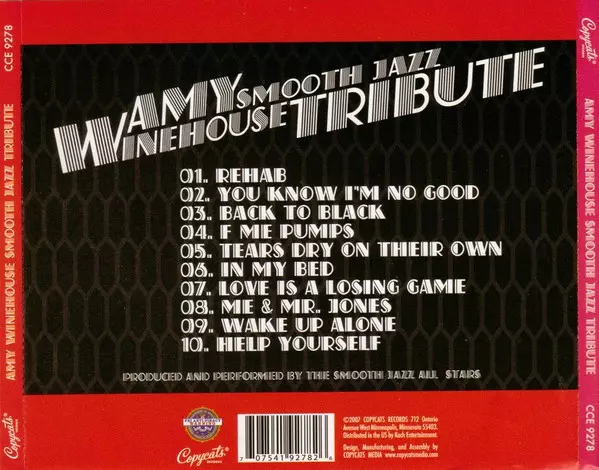 AMY WINEHOUSE SMOOTH JAZZ TRIBUTE
01. REHAB
02. YOU KNOW I'M NO GOOD
03. BACK TO BLACK
04. F ME PUMPS
05. TEARS DRY ON THEIR OWN
06. IN MY BED
07. LOVE IS A LOSING GAME
08. ME & MR. JONES
09. WAKE UP ALONE
10. HELP YOURSELF
PRODUCED AND PERFORMED BY THE SMOOTH JAZZ ALL STARS
Copycats
7 07541 92782 6
©2007 COPYCATS RECORDS 712 Ontario
Avenue West Minneapolis, Minnesota 55403.
Distributed in the US by Koch Entertainment.
Design, Manufacturing, and Assembly by
COPYCATS MEDIA www.copycatsmedia.com
CCE 9278
AMY WINEHOUSE SMOOTH JAZZ TRIBUTE
Copycats
Copycats
AMY WINEHOUSE SMOOTH JAZZ TRIBUTE
CCE 9278